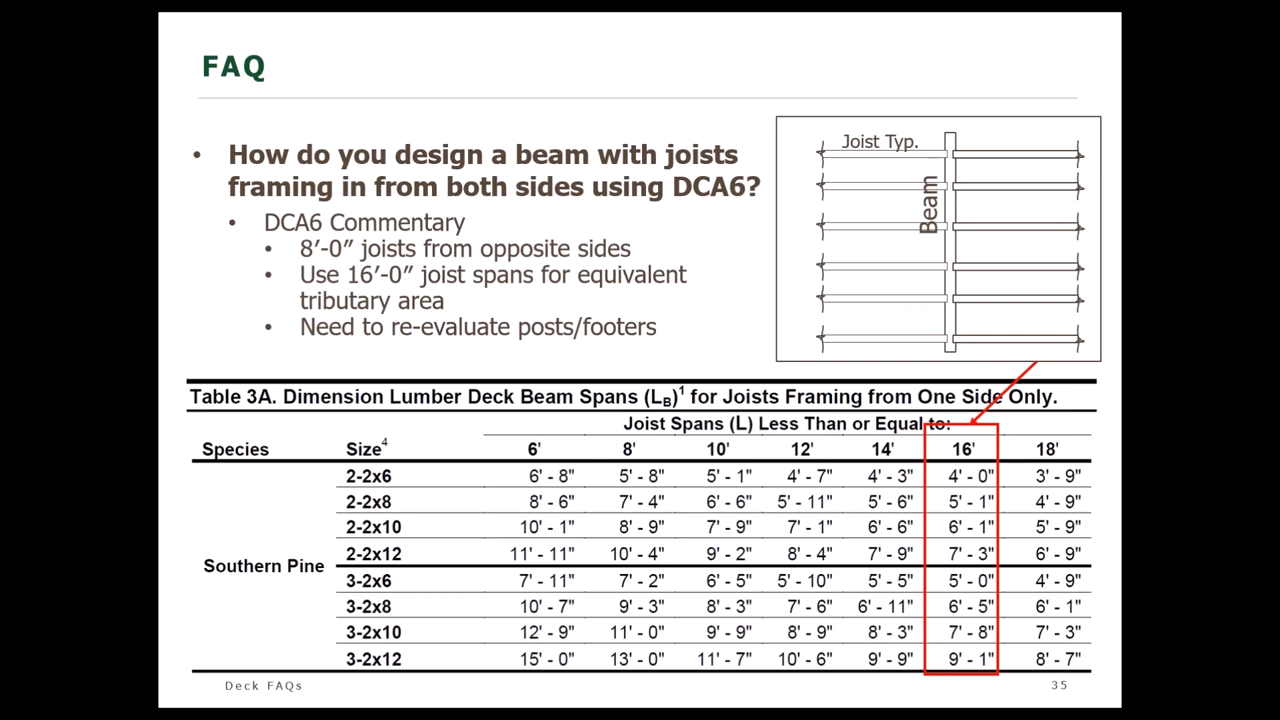 FAQ
• How do you design a beam with joists
framing in from both sides using DCA6?
• DCA6 Commentary
• 8′-0″ joists from opposite sides
• Use 16′-0″ joist spans for equivalent
tributary area
• Need to re-evaluate posts/footers
Joist Typ.
Beam
Table 3A. Dimension Lumber Deck Beam Spans (LB)1 for Joists Framing from One Side Only.
Joist Spans (L) Less Than or Equal to:
Species Size4 6' 8' 10' 12' 14' 16' 18'
2-2x6 6' - 8" 5' - 8" 5' - 1" 4' - 7" 4' - 3" 4' - 0" 3' - 9"
2-2x8 8' - 6" 7' - 4" 6' - 6" 5' - 11" 5' - 6" 5' - 1" 4' - 9"
2-2x10 10' - 1" 8' - 9" 7' - 9" 7' - 1" 6' - 6" 6' - 1" 5' - 9"
2-2x12 11' - 11" 10' - 4" 9' - 2" 8' - 4" 7' - 9" 7' - 3" 6' - 9"
Southern Pine
3-2x6 7' - 11" 7' - 2" 6' - 5" 5' - 10" 5' - 5" 5' - 0" 4' - 9"
3-2x8 10' - 7" 9' - 3" 8' - 3" 7' - 6" 6' - 11" 6' - 5" 6' - 1"
3-2x10 12' - 9" 11' - 0" 9' - 9" 8' - 9" 8' - 3" 7' - 8" 7' - 3"
3-2x12 15' - 0" 13' - 0" 11' - 7" 10' - 6" 9' - 9" 9' - 1" 8' - 7"
Deck FAQs 35